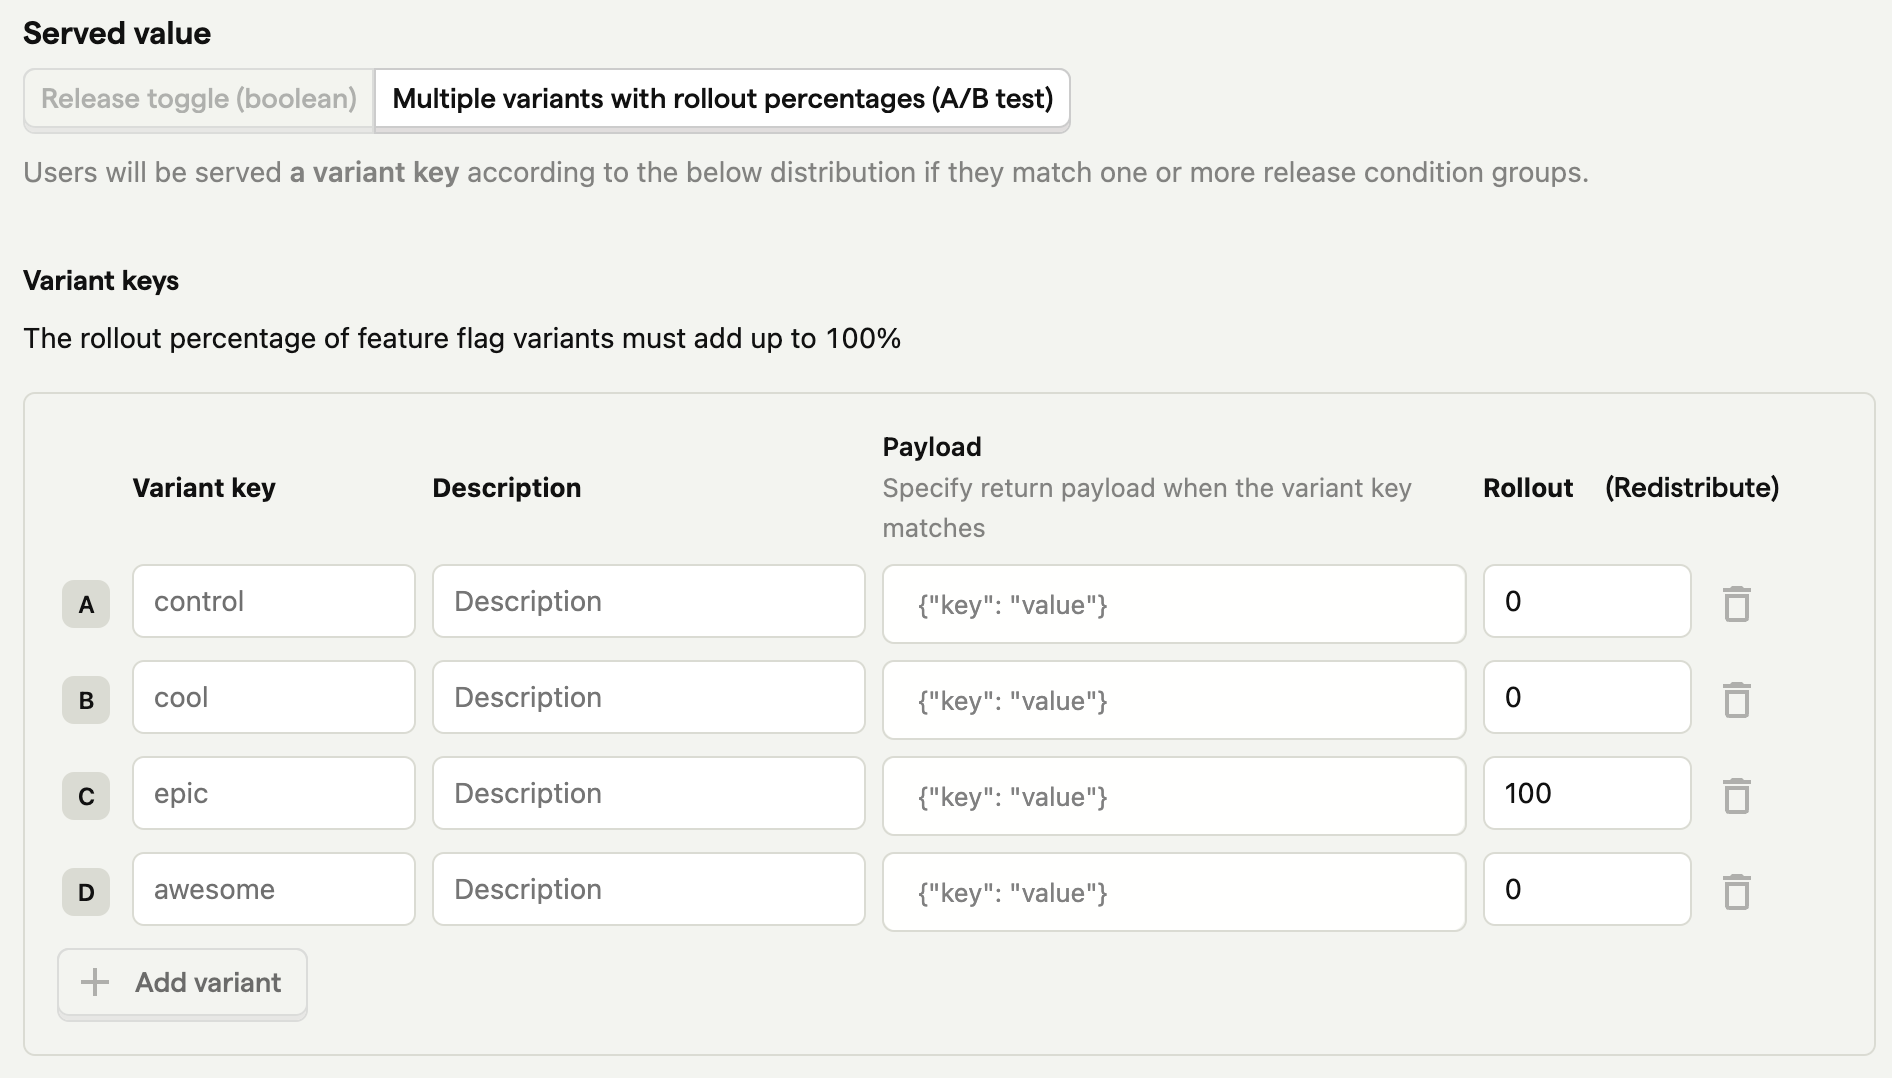 Served value
Release toggle (boolean) Multiple variants with rollout percentages (A/B test)
Users will be served a variant key according to the below distribution if they match one or more release condition groups.
Variant keys
The rollout percentage of feature flag variants must add up to 100%
Variant key Description Payload Rollout (Redistribute)
Specify return payload when the variant key
matches
A control Description {"key": "value"} 0
B cool Description {"key": "value"} 0
C epic Description {"key": "value"} 100
D awesome Description {"key": "value"} 0
Add variant